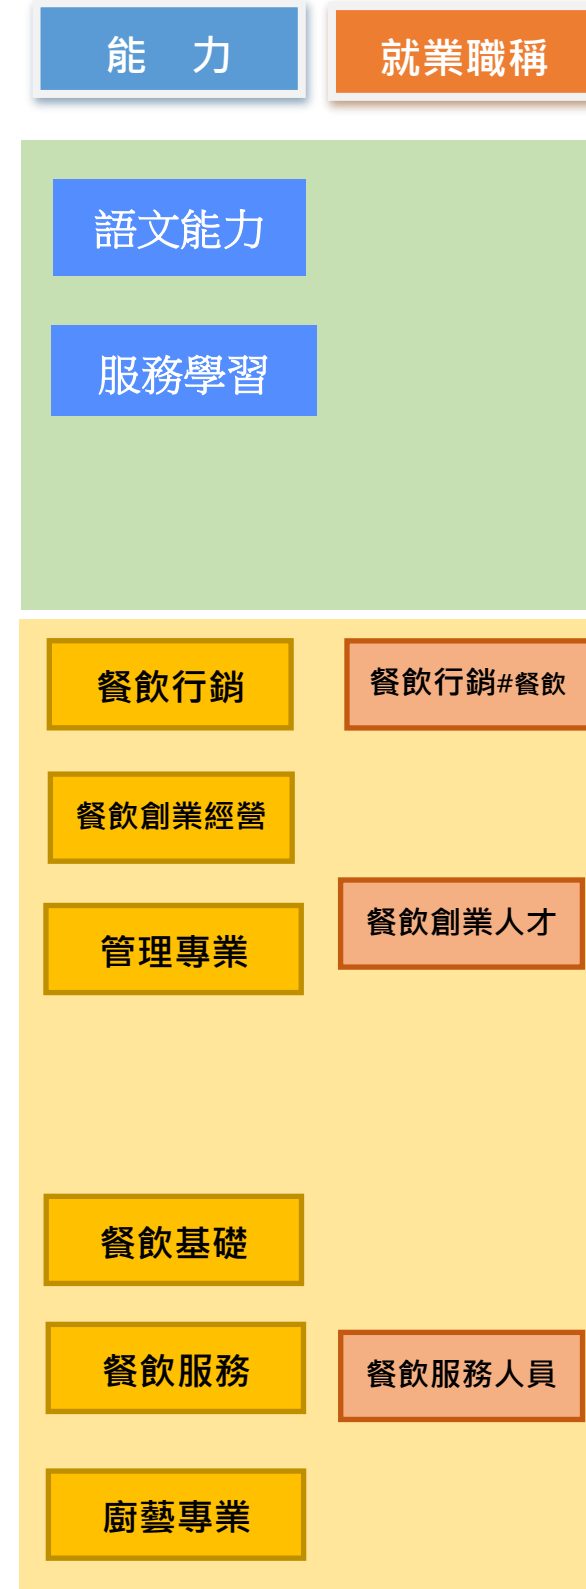 能 力
就業職稱
語文能力
服務學習
餐飲行銷
餐飲行銷#餐飲
餐飲創業經營
餐飲創業人才
管理專業
餐飲基礎
餐飲服務
餐飲服務人員
廚藝專業